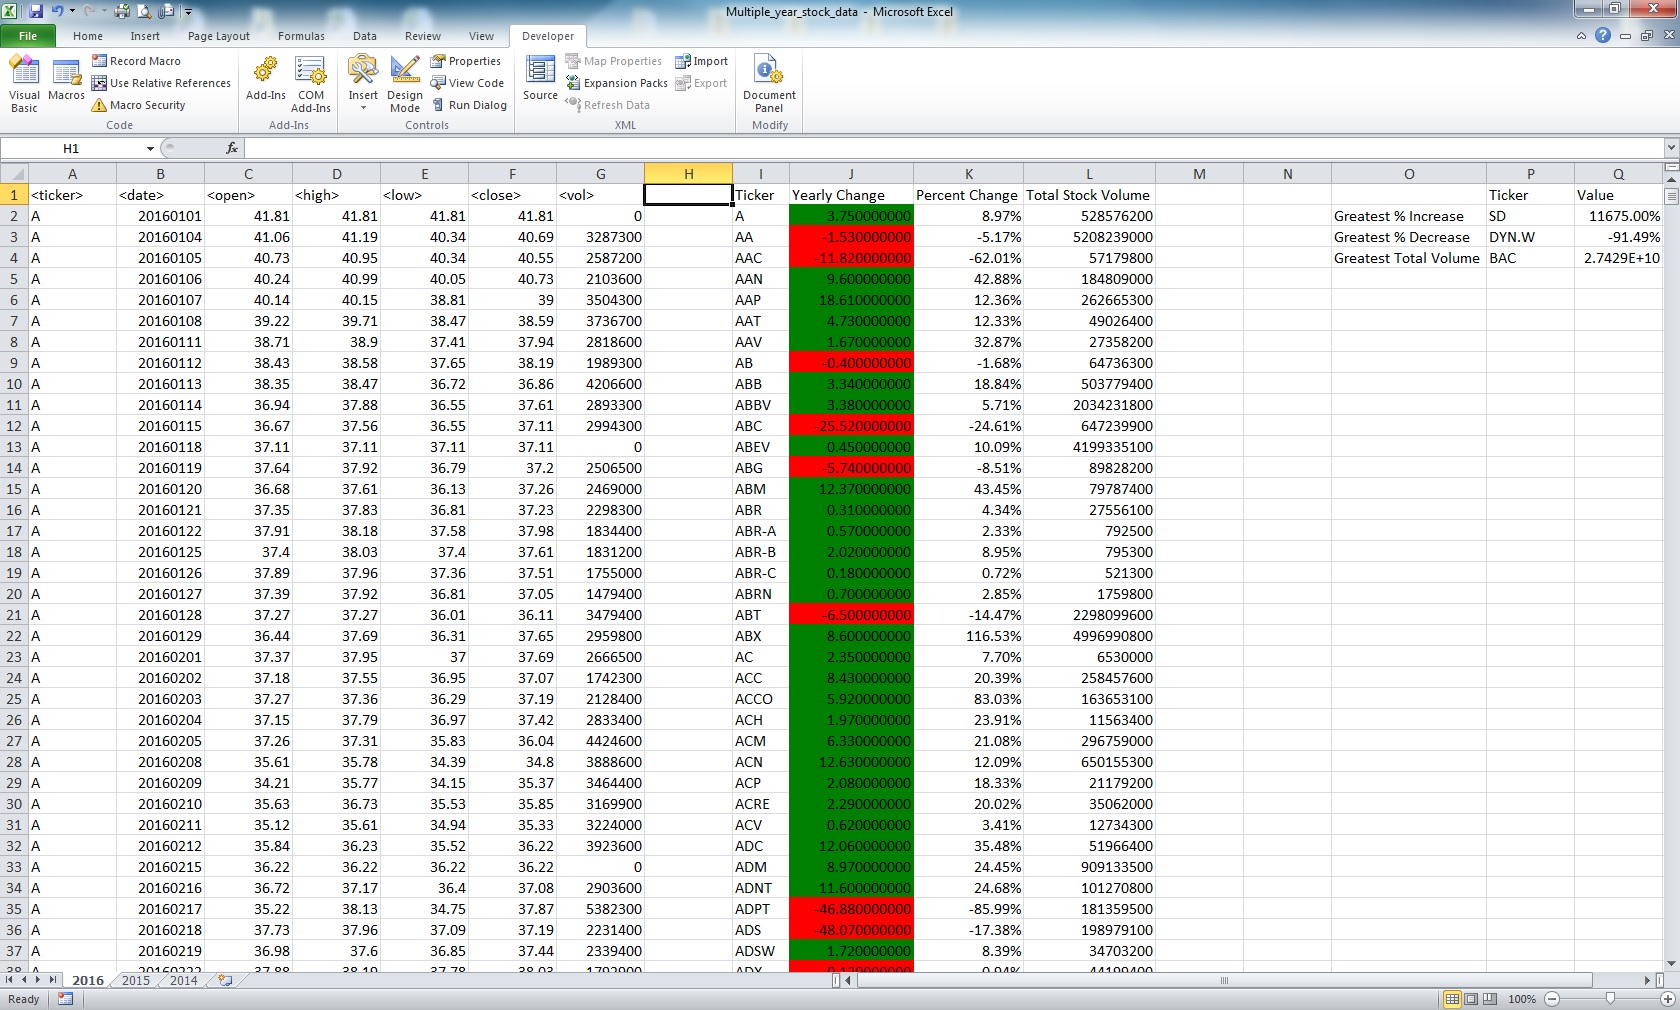 Multiple_year_stock_data - Microsoft Excel
File Home Insert Page Layout Formulas Data Review View Developer
Visual Basic
Macros
Record Macro
Use Relative References
Macro Security
Code
Add-Ins
COM Add-Ins
Add-Ins
Insert
Design Mode
Properties
View Code
Run Dialog
Controls
Source
Map Properties
Expansion Packs
Refresh Data
Import
Export
XML
Document Panel
Modify
H1 fx
A B C D E F G H I J K L M N O P Q
1 <ticker> <date> <open> <high> <low> <close> <vol> Ticker Yearly Change Percent Change Total Stock Volume Ticker Value
2 A 20160101 41.81 41.81 41.81 41.81 0 A 3.750000000 8.97% 528576200 Greatest % Increase SD 11675.00%
3 A 20160104 41.06 41.19 40.34 40.69 3287300 AA -1.530000000 -5.17% 5208239000 Greatest % Decrease DYN.W -91.49%
4 A 20160105 40.73 40.95 40.34 40.55 2587200 AAC -11.820000000 -62.01% 57179800 Greatest Total Volume BAC 2.7429E+10
5 A 20160106 40.24 40.99 40.05 40.73 2103600 AAN 9.600000000 42.88% 184809000
6 A 20160107 40.14 40.15 38.81 39 3504300 AAP 18.610000000 12.36% 262665300
7 A 20160108 39.22 39.71 38.47 38.59 3736700 AAT 4.730000000 12.33% 49026400
8 A 20160111 38.71 38.9 37.41 37.94 2818600 AAV 1.670000000 32.87% 27358200
9 A 20160112 38.43 38.58 37.65 38.19 1989300 AB -0.400000000 -1.68% 64736300
10 A 20160113 38.35 38.47 36.72 36.86 4206600 ABB 3.340000000 18.84% 503779400
11 A 20160114 36.94 37.88 36.55 37.61 2893300 ABBV 3.380000000 5.71% 2034231800
12 A 20160115 36.67 37.56 36.55 37.11 2994300 ABC -25.520000000 -24.61% 647239900
13 A 20160118 37.11 37.11 37.11 37.11 0 ABEV 0.450000000 10.09% 4199335100
14 A 20160119 37.64 37.92 36.79 37.2 2506500 ABG -5.740000000 -8.51% 89828200
15 A 20160120 36.68 37.61 36.13 37.26 2469000 ABM 12.370000000 43.45% 79787400
16 A 20160121 37.35 37.83 36.81 37.23 2298300 ABR 0.310000000 4.34% 27556100
17 A 20160122 37.91 38.18 37.58 37.98 1834400 ABR-A 0.570000000 2.33% 792500
18 A 20160125 37.4 38.03 37.4 37.61 1831200 ABR-B 2.020000000 8.95% 795300
19 A 20160126 37.89 37.96 37.36 37.51 1755000 ABR-C 0.180000000 0.72% 521300
20 A 20160127 37.39 37.92 36.81 37.05 1479400 ABRN 0.700000000 2.85% 1759800
21 A 20160128 37.27 37.27 36.01 36.11 3479400 ABT -6.500000000 -14.47% 2298099600
22 A 20160129 36.44 37.69 36.31 37.65 2959800 ABX 8.600000000 116.53% 4996990800
23 A 20160201 37.37 37.95 37 37.69 2666500 AC 2.350000000 7.70% 6530000
24 A 20160202 37.18 37.55 36.95 37.07 1742300 ACC 8.430000000 20.39% 258457600
25 A 20160203 37.27 37.36 36.29 37.19 2128400 ACCO 5.920000000 83.03% 163653100
26 A 20160204 37.15 37.79 36.97 37.42 2833400 ACH 1.970000000 23.91% 11563400
27 A 20160205 37.26 37.31 35.83 36.04 4424600 ACM 6.330000000 21.08% 296759000
28 A 20160208 35.61 35.78 34.39 34.8 3888600 ACN 12.630000000 12.09% 650155300
29 A 20160209 34.21 35.77 34.15 35.37 3464400 ACP 2.080000000 18.33% 21179200
30 A 20160210 35.63 36.73 35.53 35.85 3169900 ACRE 2.290000000 20.02% 35062000
31 A 20160211 35.12 35.61 34.94 35.33 3224000 ACV 0.620000000 3.41% 12734300
32 A 20160212 35.84 36.23 35.52 36.22 3923600 ADC 12.060000000 35.48% 51966400
33 A 20160215 36.22 36.22 36.22 36.22 0 ADM 8.970000000 24.45% 909133500
34 A 20160216 36.72 37.17 36.4 37.08 2903600 ADNT 11.600000000 24.68% 101270800
35 A 20160217 35.22 38.13 34.75 37.87 5382300 ADPT -46.880000000 -85.99% 181359500
36 A 20160218 37.73 37.96 37.09 37.19 2231400 ADS -48.070000000 -17.38% 198979100
37 A 20160219 36.98 37.6 36.85 37.44 2339400 ADSW 1.720000000 8.39% 34703200
2016 2015 2014
Ready 100%